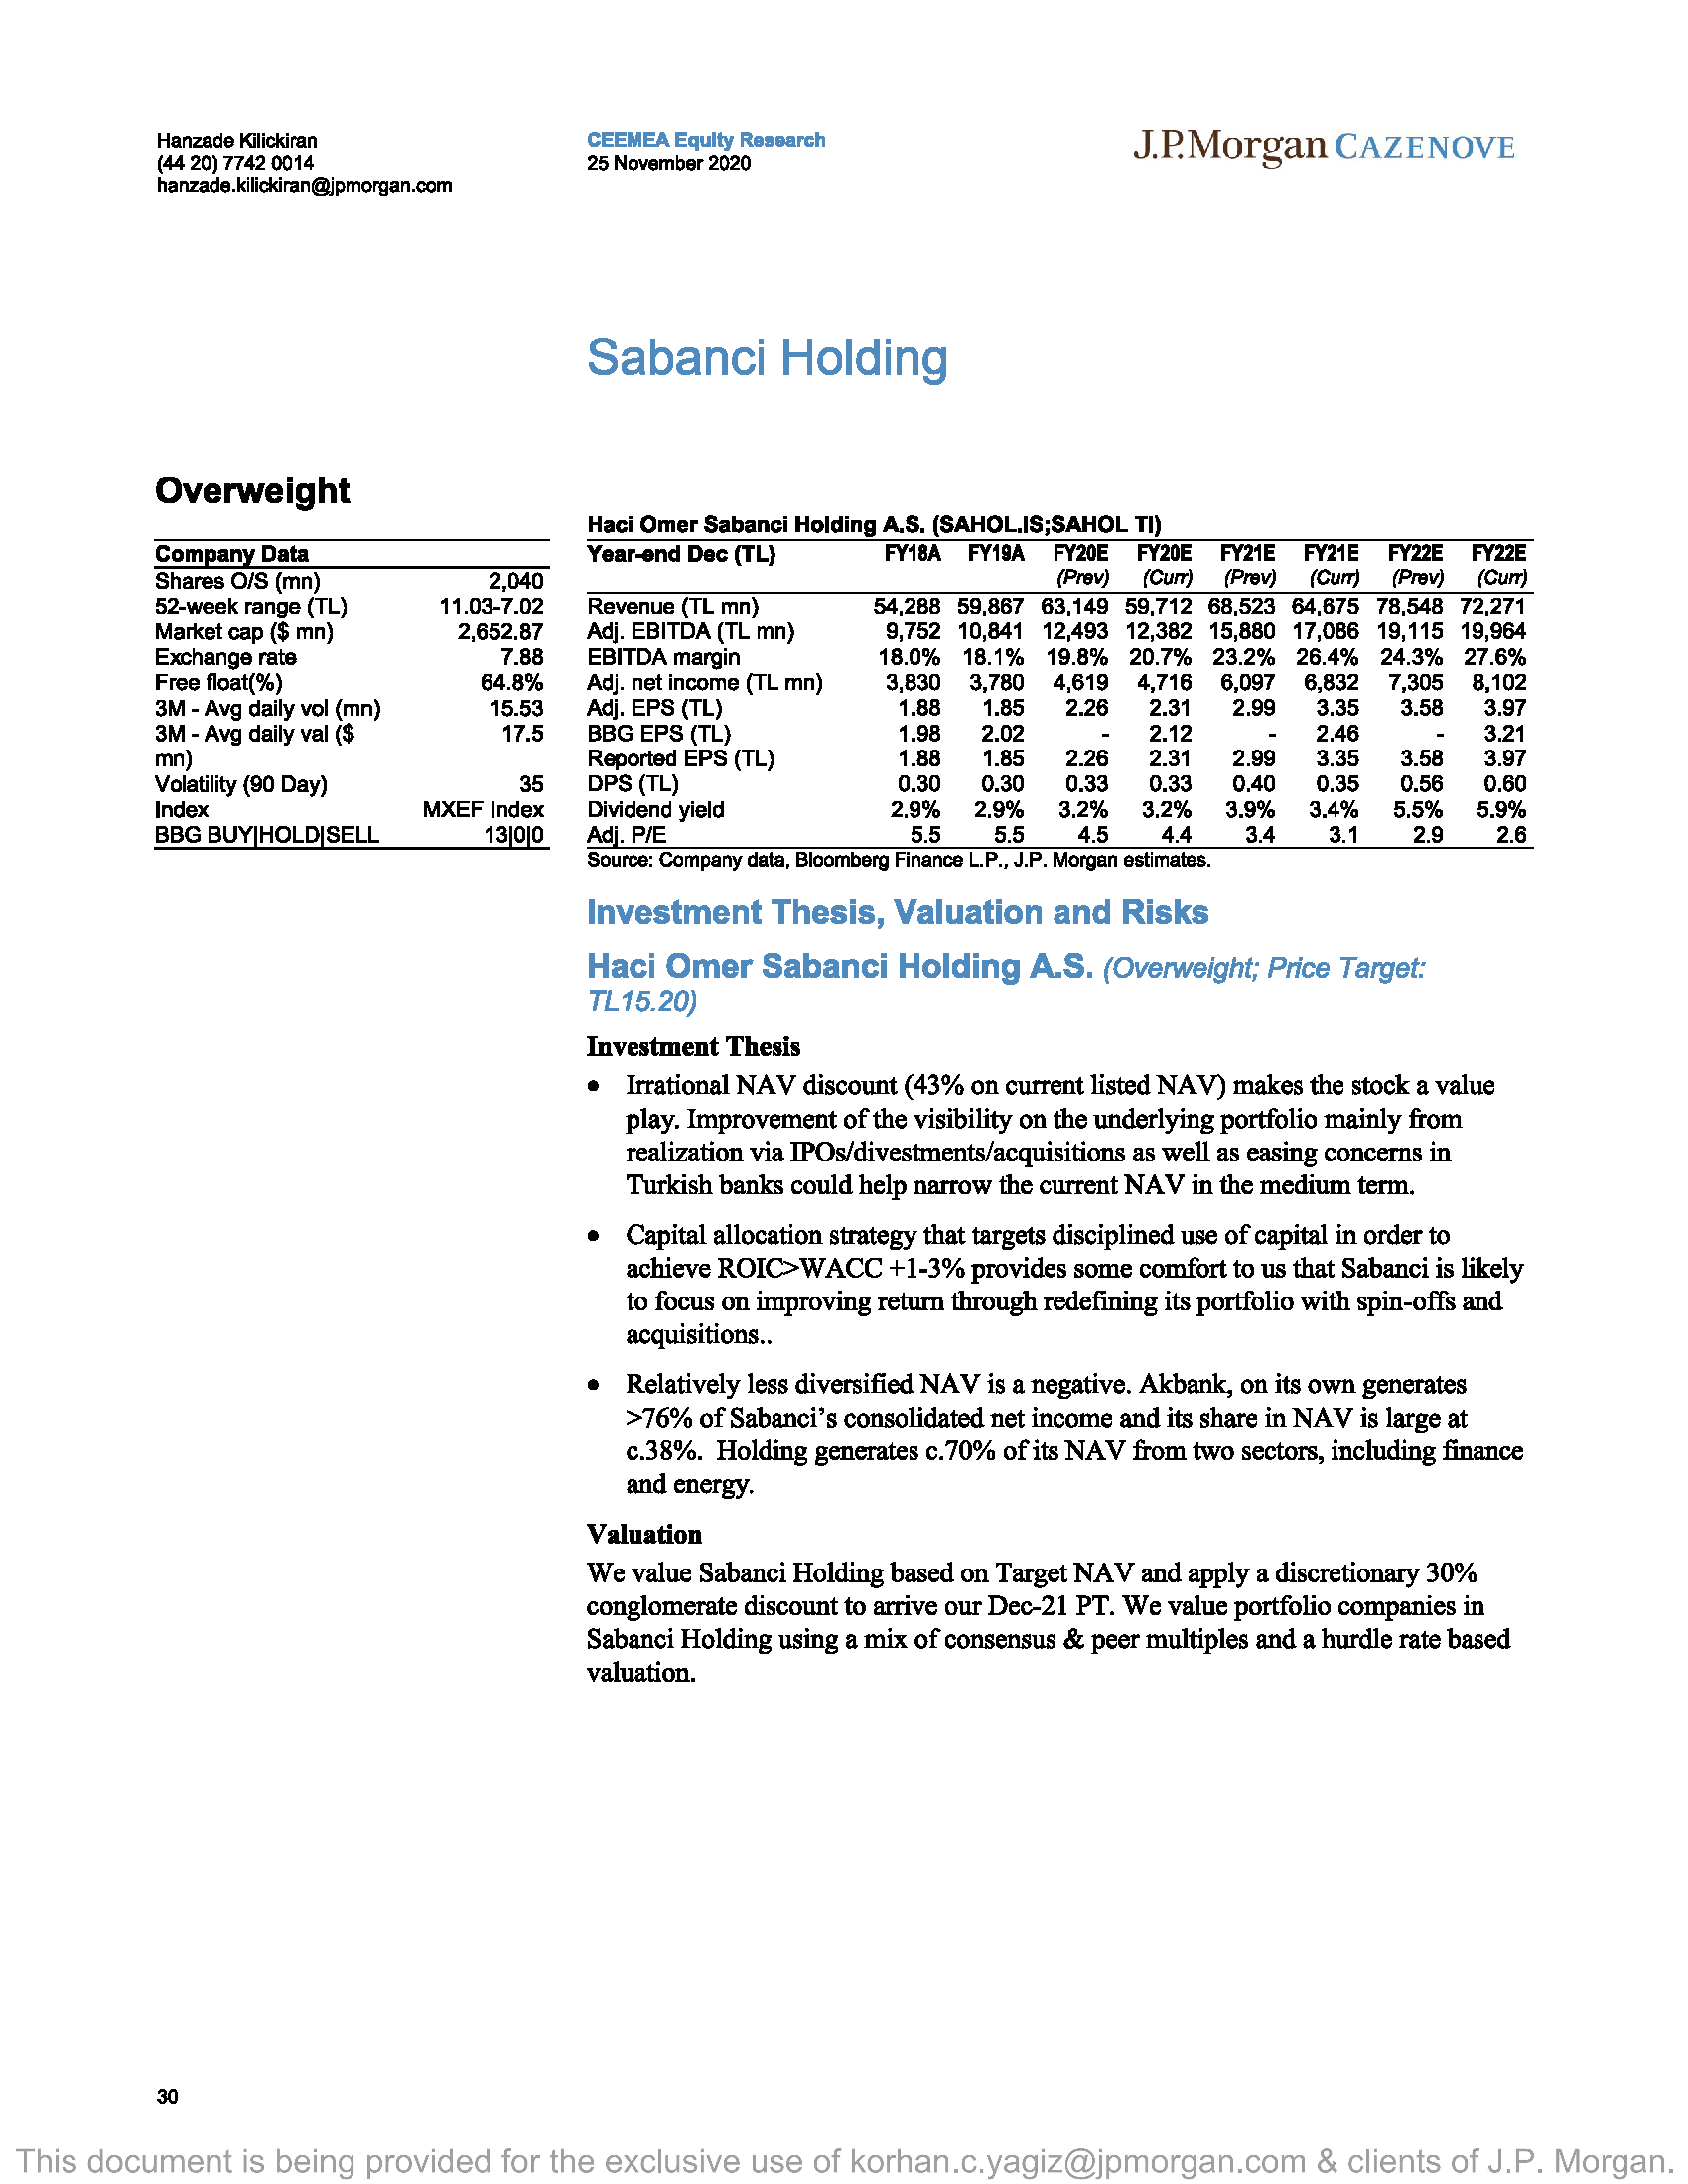 Hanzade Kilickiran
(44 20) 7742 0014
hanzade.kilickiran@jpmorgan.com
CEEMEA Equity Research
25 November 2020
J.P.Morgan CAZENOVE
Sabanci Holding
Overweight
Company Data
Shares O/S (mn) 2,040
52-week range (TL) 11.03-7.02
Market cap ($ mn) 2,652.87
Exchange rate 7.88
Free float(%) 64.8%
3M - Avg daily vol (mn) 15.53
3M - Avg daily val ($ 17.5
mn)
Volatility (90 Day) 35
Index MXEF Index
BBG BUY|HOLD|SELL 13|0|0
Haci Omer Sabanci Holding A.S. (SAHOL.IS;SAHOL TI)
Year-end Dec (TL) FY18A FY19A FY20E FY20E FY21E FY21E FY22E FY22E
(Prev) (Curr) (Prev) (Curr) (Prev) (Curr)
Revenue (TL mn) 54,288 59,867 63,149 59,712 68,523 64,675 78,548 72,271
Adj. EBITDA (TL mn) 9,752 10,841 12,493 12,382 15,880 17,086 19,115 19,964
EBITDA margin 18.0% 18.1% 19.8% 20.7% 23.2% 26.4% 24.3% 27.6%
Adj. net income (TL mn) 3,830 3,780 4,619 4,716 6,097 6,832 7,305 8,102
Adj. EPS (TL) 1.88 1.85 2.26 2.31 2.99 3.35 3.58 3.97
BBG EPS (TL) 1.98 2.02 - 2.12 - 2.46 - 3.21
Reported EPS (TL) 1.88 1.85 2.26 2.31 2.99 3.35 3.58 3.97
DPS (TL) 0.30 0.30 0.33 0.33 0.40 0.35 0.56 0.60
Dividend yield 2.9% 2.9% 3.2% 3.2% 3.9% 3.4% 5.5% 5.9%
Adj. P/E 5.5 5.5 4.5 4.4 3.4 3.1 2.9 2.6
Source: Company data, Bloomberg Finance L.P., J.P. Morgan estimates.
Investment Thesis, Valuation and Risks
Haci Omer Sabanci Holding A.S. (Overweight; Price Target:
TL15.20)
Investment Thesis
• Irrational NAV discount (43% on current listed NAV) makes the stock a value
play. Improvement of the visibility on the underlying portfolio mainly from
realization via IPOs/divestments/acquisitions as well as easing concerns in
Turkish banks could help narrow the current NAV in the medium term.
• Capital allocation strategy that targets disciplined use of capital in order to
achieve ROIC>WACC +1-3% provides some comfort to us that Sabanci is likely
to focus on improving return through redefining its portfolio with spin-offs and
acquisitions..
• Relatively less diversified NAV is a negative. Akbank, on its own generates
>76% of Sabanci's consolidated net income and its share in NAV is large at
c.38%. Holding generates c.70% of its NAV from two sectors, including finance
and energy.
Valuation
We value Sabanci Holding based on Target NAV and apply a discretionary 30%
conglomerate discount to arrive our Dec-21 PT. We value portfolio companies in
Sabanci Holding using a mix of consensus & peer multiples and a hurdle rate based
valuation.
30
This document is being provided for the exclusive use of korhan.c.yagiz@jpmorgan.com & clients of J.P. Morgan.